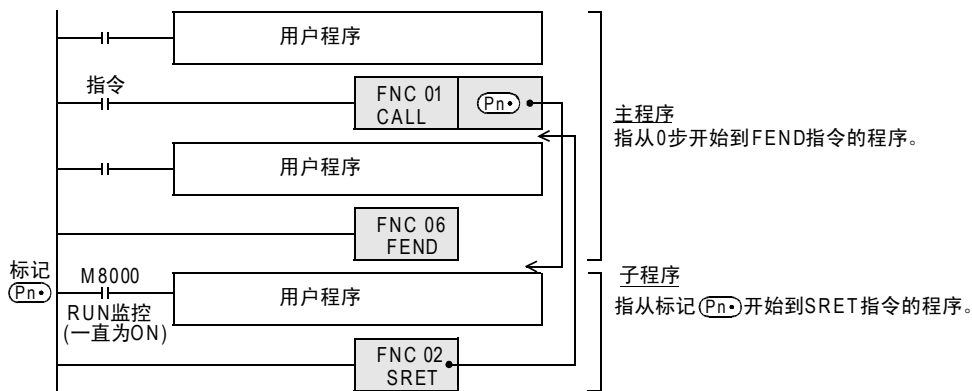 用户程序
指令
FNC 01
CALL
Pn•
主程序
指从0步开始到FEND指令的程序。
用户程序
FNC 06
FEND
标记
Pn•
M8000
RUN监控
(一直为ON)
用户程序
子程序
指从标记Pn•开始到SRET指令的程序。
FNC 02
SRET